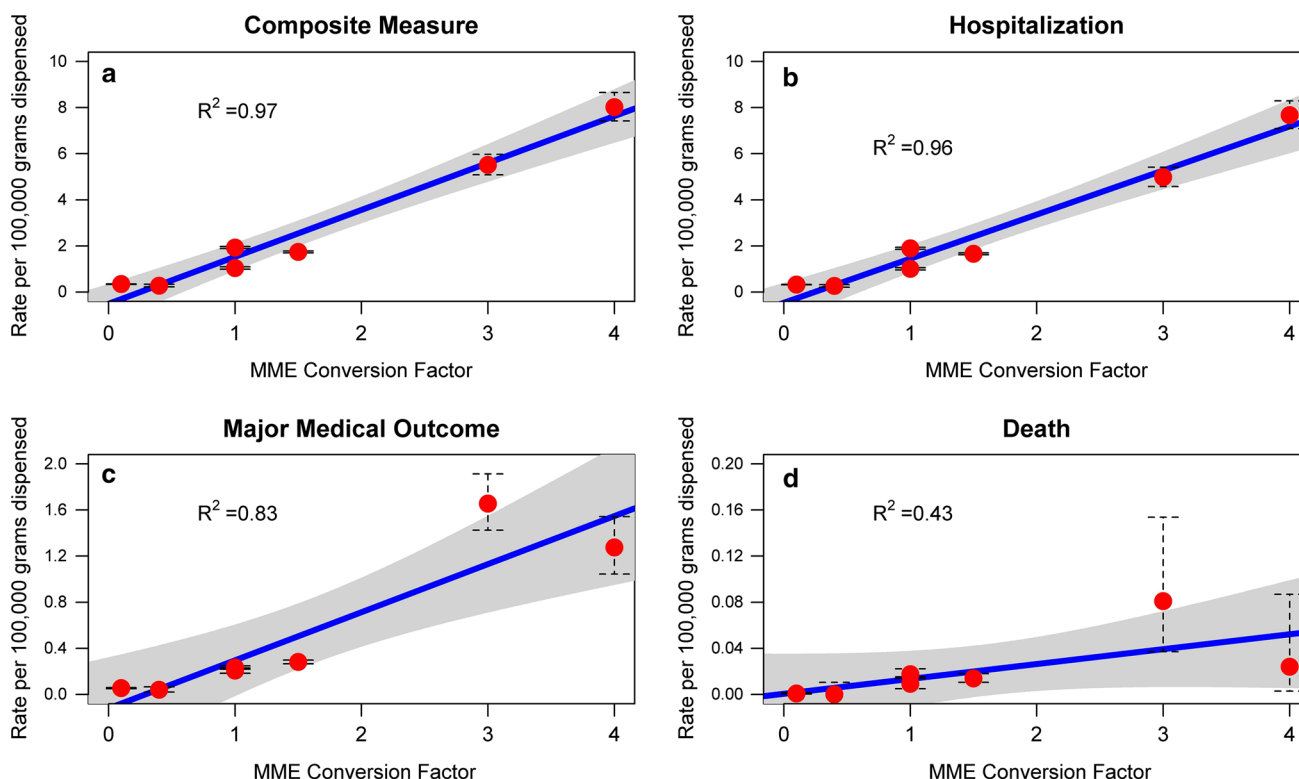 Composite Measure
Rate per 100,000 grams dispensed
10
8
6
4
2
0
a
R² =0.97
0 1 2 3 4
MME Conversion Factor
Hospitalization
Rate per 100,000 grams dispensed
10
8
6
4
2
0
b
R² =0.96
0 1 2 3 4
MME Conversion Factor
Major Medical Outcome
Rate per 100,000 grams dispensed
2.0
1.6
1.2
0.8
0.4
0.0
c
R² =0.83
0 1 2 3 4
MME Conversion Factor
Death
Rate per 100,000 grams dispensed
0.20
0.16
0.12
0.08
0.04
0.00
d
R² =0.43
0 1 2 3 4
MME Conversion Factor